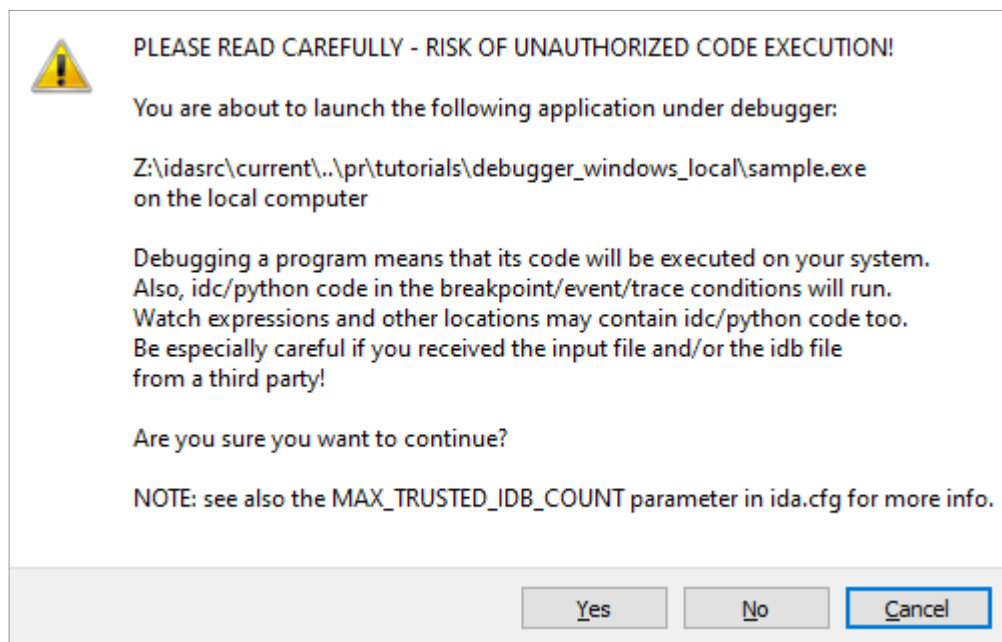 PLEASE READ CAREFULLY - RISK OF UNAUTHORIZED CODE EXECUTION!
You are about to launch the following application under debugger:
Z:\idasrc\current\..\pr\tutorials\debugger_windows_local\sample.exe
on the local computer
Debugging a program means that its code will be executed on your system.
Also, idc/python code in the breakpoint/event/trace conditions will run.
Watch expressions and other locations may contain idc/python code too.
Be especially careful if you received the input file and/or the idb file
from a third party!
Are you sure you want to continue?
NOTE: see also the MAX_TRUSTED_IDB_COUNT parameter in ida.cfg for more info.
Yes No Cancel